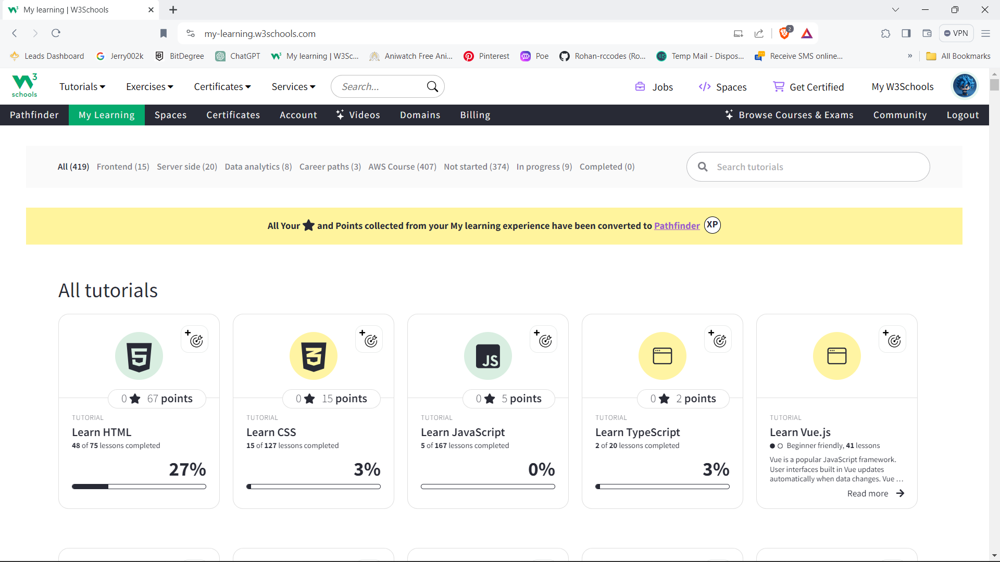 My learning | W3Schools
my-learning.w3schools.com
2
VPN
Leads Dashboard
Jerry002k
BitDegree
ChatGPT
My learning | W3Sc...
Aniwatch Free Ani...
Pinterest
Poe
Rohan-rccodes (Ro...
Temp Mail - Dispos...
Receive SMS online...
»
All Bookmarks
3
schools
Tutorials
Exercises
Certificates
Services
Search...
Jobs
Spaces
Get Certified
My W3Schools
Pathfinder
My Learning
Spaces
Certificates
Account
Videos
Domains
Billing
Browse Courses & Exams
Community
Logout
All (419)
Frontend (15)
Server side (20)
Data analytics (8)
Career paths (3)
AWS Course (407)
Not started (374)
In progress (9)
Completed (0)
Search tutorials
All Your ★ and Points collected from your My learning experience have been converted to Pathfinder XP
All tutorials
5
0 ★ 67 points
TUTORIAL
Learn HTML
48 of 75 lessons completed
27%
3
0 ★ 15 points
TUTORIAL
Learn CSS
15 of 127 lessons completed
3%
JS
0 ★ 5 points
TUTORIAL
Learn JavaScript
5 of 167 lessons completed
0%
0 ★ 2 points
TUTORIAL
Learn TypeScript
2 of 20 lessons completed
3%
TUTORIAL
Learn Vue.js
Beginner friendly, 41 lessons
Vue is a popular JavaScript framework.
User interfaces built in Vue updates
automatically when data changes. Vue ...
Read more →